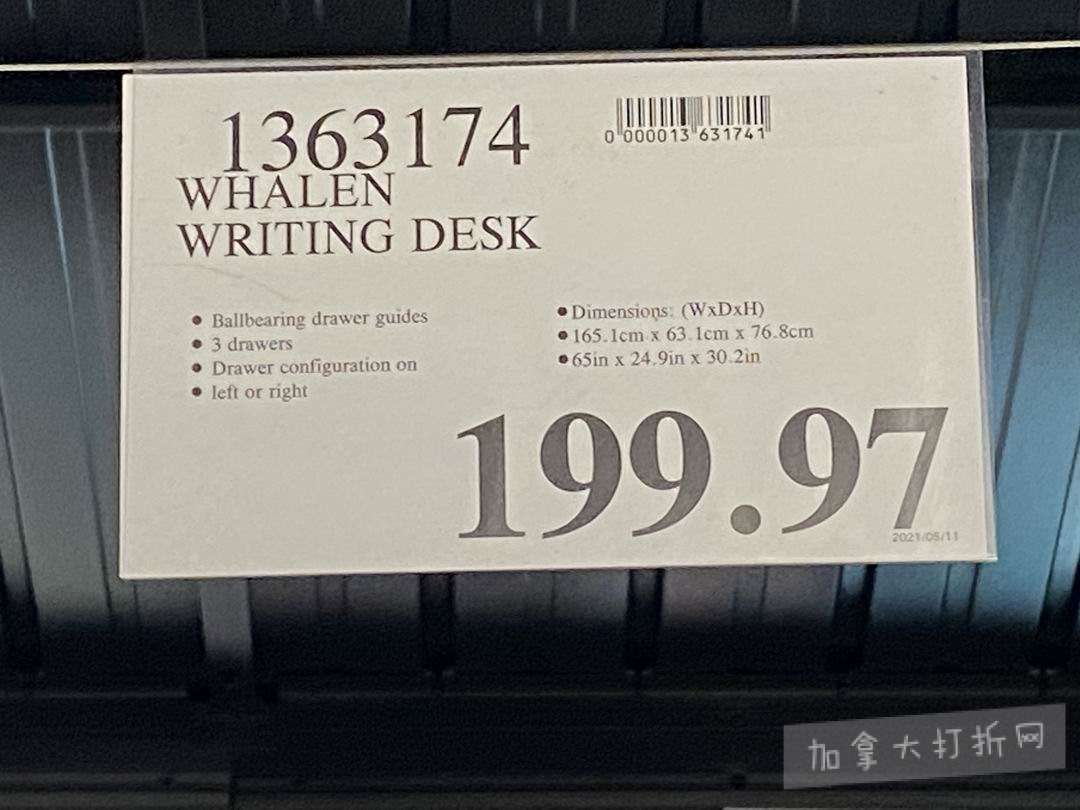 1363174
0 000013 631741
WHALEN
WRITING DESK
• Ballbearing drawer guides
• 3 drawers
• Drawer configuration on
• left or right
• Dimensions: (WxDxH)
• 165.1cm x 63.1cm x 76.8cm
• 65in x 24.9in x 30.2in
199.97
2021/05/11
加拿大打折网